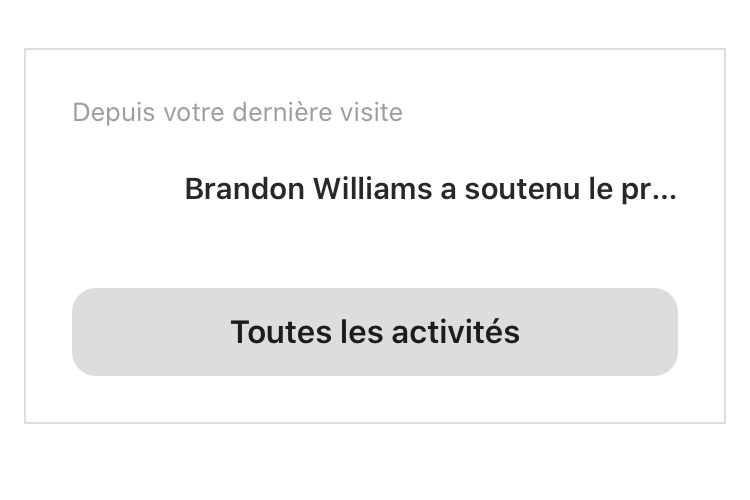 Depuis votre dernière visite
Brandon Williams a soutenu le pr...
Toutes les activités